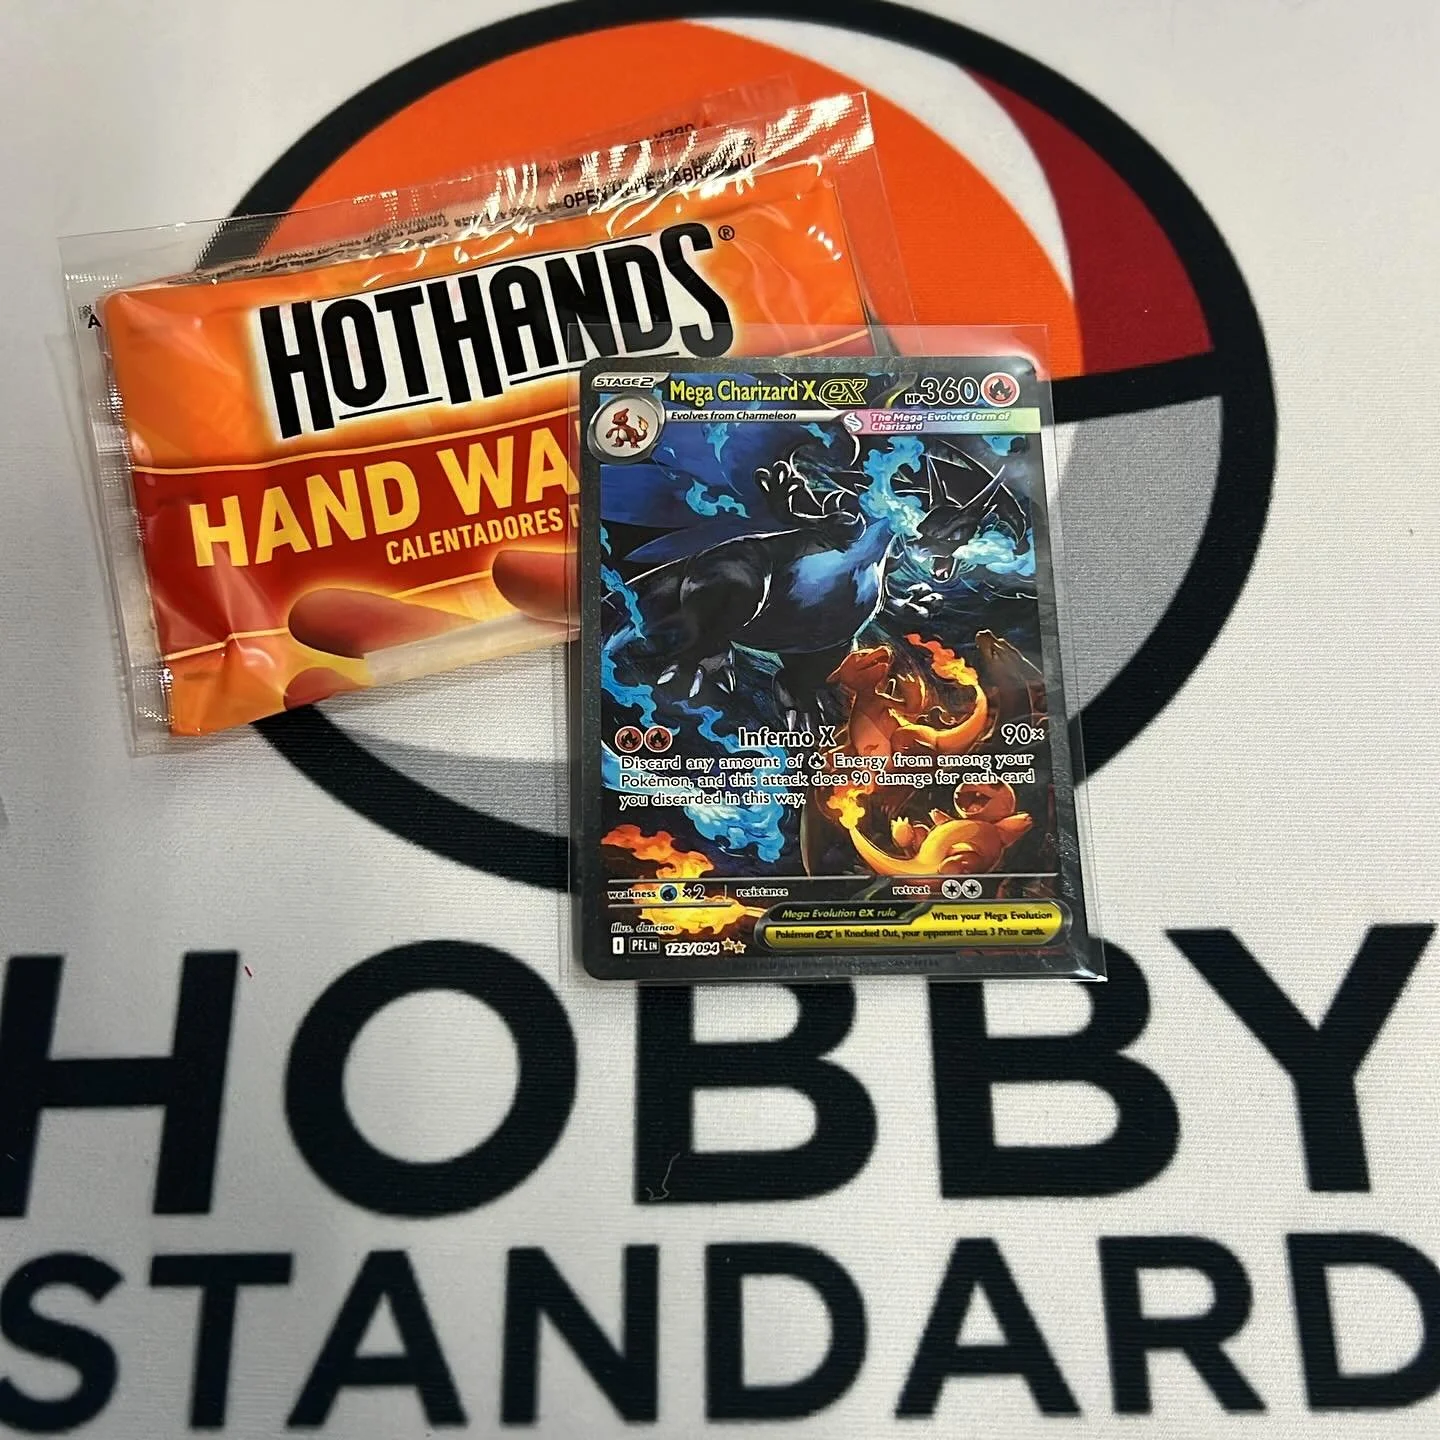 OPEN
HOTHANDS®
HAND WA
CALENTADORES
STAGE2
Mega Charizard X ex
HP360
Evolves from Charmeleon
The Mega-Evolved form of
Charizard
Inferno X
90×
Discard any amount of Energy from among your
Pokémon, and this attack does 90 damage for each card
you discarded in this way.
weakness ×2
resistance
retreat
Mega Evolution ex rule
When your Mega Evolution
Pokémon ex is Knocked Out, your opponent takes 3 Prize cards.
Illus. danciao
I PFL EN 125/094
HOBBY
STANDARD